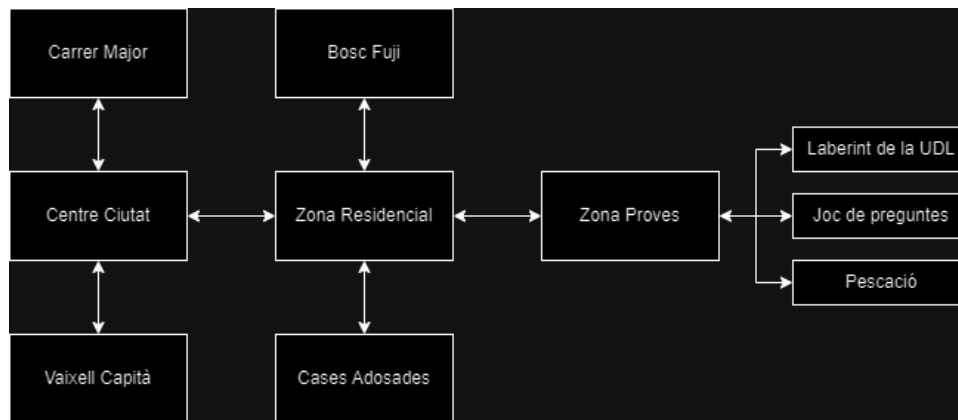 Carrer Major
Bosc Fuji
Laberint de la UDL
Centre Ciutat
Zona Residencial
Zona Proves
Joc de preguntes
Pescació
Vaixell Capità
Cases Adosades